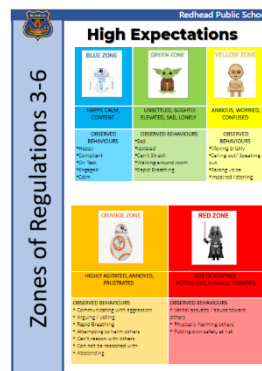 Redhead Public Scho
High Expectations
Zones of Regulations 3-6
BLUE ZONE
GREEN ZONE
YELLOW ZONE
HAPPY, CALM,
CONTENT
UNSETTLED, SLIGHTLY
ELEVATED, SAD, LONELY
ANXIOUS, WORRIED,
CONFUSED
OBSERVED
BEHAVIOURS
*Happy
*Compliant
*On Task
*Engaged
*Calm
OBSERVED BEHAVIOURS
*Sad
*Isolated
*Can't Sit still
*Walking around room
*Rapid Breathing
OBSERVED
BEHAVIOURS
*Moving briskly
*Calling out/ Speaking
out
*Raising voice
*Impaired listening
ORANGE ZONE
RED ZONE
HIGHLY AGITATED, ANNOYED,
FRUSTRATED
OUT OF CONTROL,
ACTING OUT, FURIOUS, TERRIFIED
OBSERVED BEHAVIOURS
* Communicating with aggression
* Arguing / yelling
* Rapid Breathing
* Attempting to harm others
* Can't reason with others
* Can not be reasoned with
* Absconding
OBSERVED BEHAVIOURS
* Verbal assaults / abuse toward
others
* Physically harming others
* Putting own safety at risk